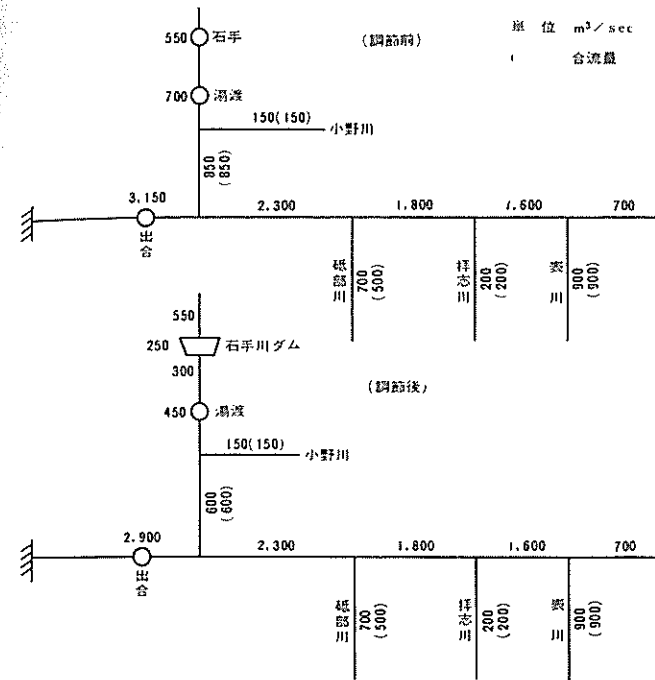 550 石手
(調節前)
単位 m³/sec
( 合流量
700 湯渡
150(150)
小野川
850
(850)
3.150
2.300
1.800
1.600
700
出合
砥部川
700
(500)
拝志川
200
(200)
表川
900
(900)
550
250 石手川ダム
300
(調節後)
450 湯渡
150(150)
小野川
600
(600)
2.900
2.300
1.800
1.600
700
出合
砥部川
700
(500)
拝志川
200
(200)
表川
900
(900)